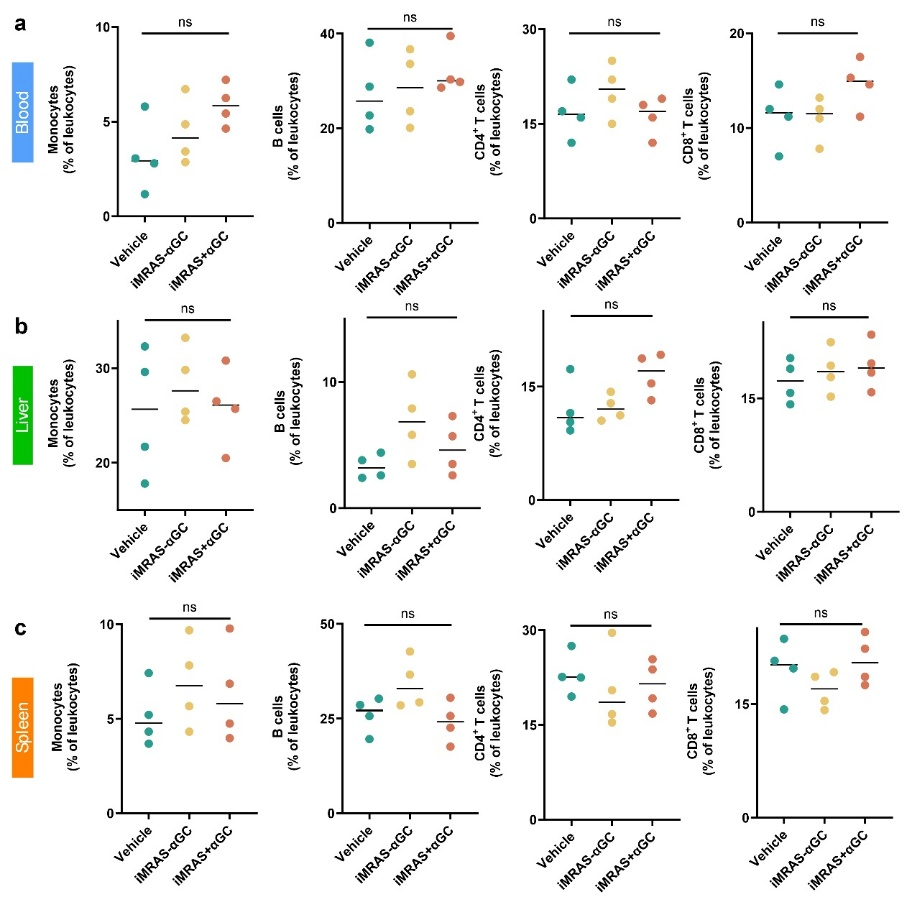 a
Blood
Monocytes
(% of leukocytes)
10
5
0
ns
Vehicle
iMRAS-αGC
iMRAS+αGC
B cells
(% of leukocytes)
40
20
0
ns
Vehicle
iMRAS-αGC
iMRAS+αGC
CD4+ T cells
(% of leukocytes)
30
15
0
ns
Vehicle
iMRAS-αGC
iMRAS+αGC
CD8+ T cells
(% of leukocytes)
20
10
0
ns
Vehicle
iMRAS-αGC
iMRAS+αGC
b
Liver
Monocytes
(% of leukocytes)
30
20
ns
Vehicle
iMRAS-αGC
iMRAS+αGC
B cells
(% of leukocytes)
10
0
ns
Vehicle
iMRAS-αGC
iMRAS+αGC
CD4+ T cells
(% of leukocytes)
15
0
ns
Vehicle
iMRAS-αGC
iMRAS+αGC
CD8+ T cells
(% of leukocytes)
15
0
ns
Vehicle
iMRAS-αGC
iMRAS+αGC
c
Spleen
Monocytes
(% of leukocytes)
10
5
0
ns
Vehicle
iMRAS-αGC
iMRAS+αGC
B cells
(% of leukocytes)
50
25
0
ns
Vehicle
iMRAS-αGC
iMRAS+αGC
CD4+ T cells
(% of leukocytes)
30
15
0
ns
Vehicle
iMRAS-αGC
iMRAS+αGC
CD8+ T cells
(% of leukocytes)
15
0
ns
Vehicle
iMRAS-αGC
iMRAS+αGC